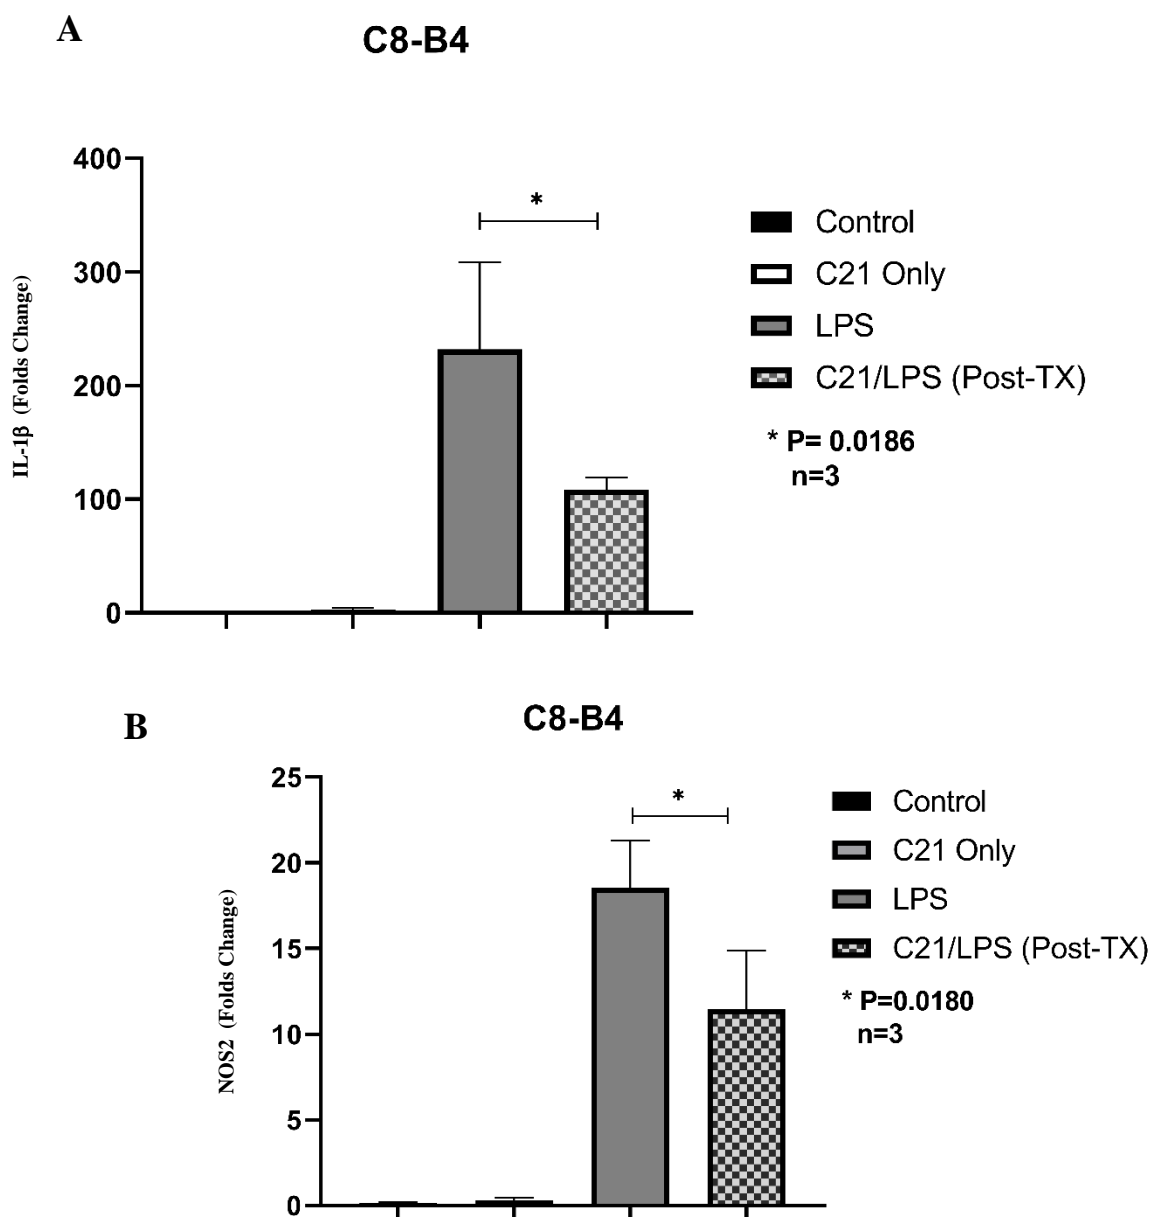 A
C8-B4
400
300
200
100
0
IL-1β (Folds Change)
*
Control
C21 Only
LPS
C21/LPS (Post-TX)
* P= 0.0186
n=3
B
C8-B4
25
20
15
10
5
0
NOS2 (Folds Change)
*
Control
C21 Only
LPS
C21/LPS (Post-TX)
* P=0.0180
n=3